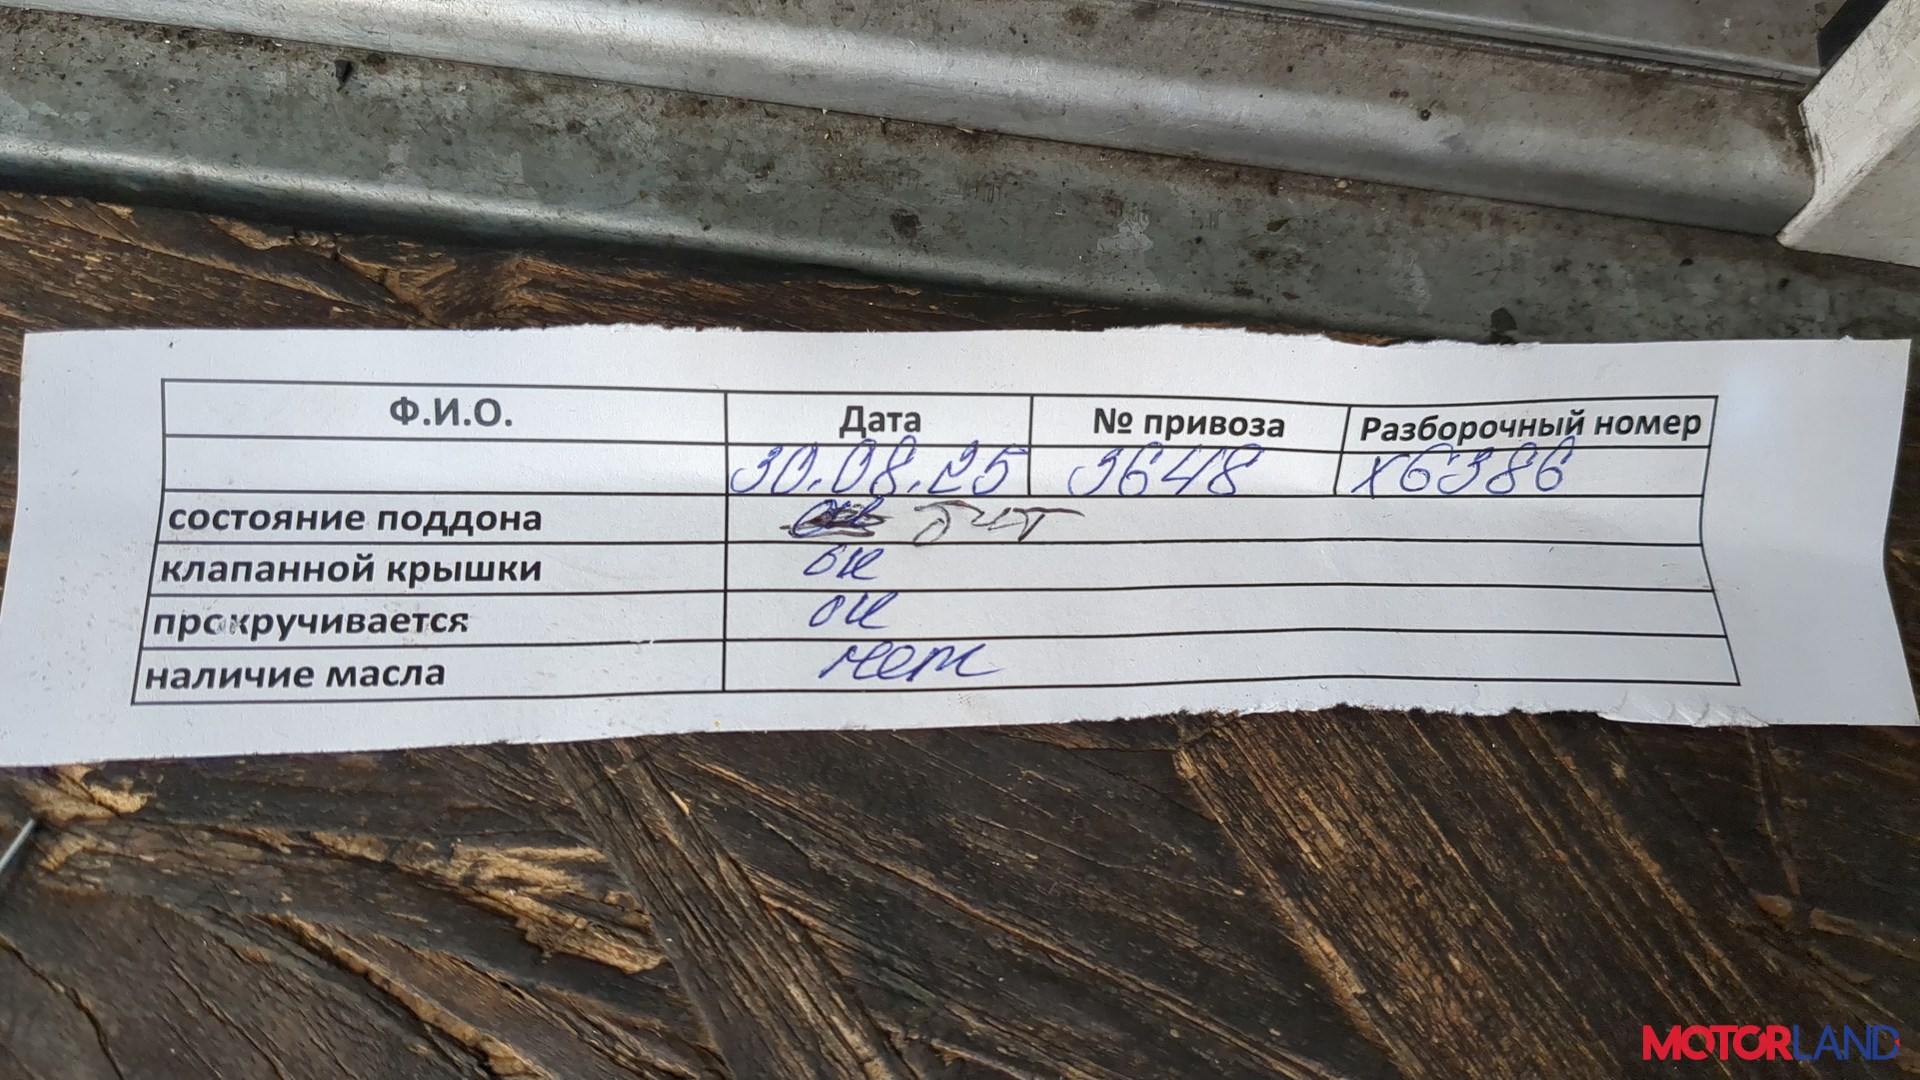 Ф.И.О. Дата № привоза Разборочный номер
30.08.25 3648 х6386
состояние поддона бит
клапанной крышки ок
прокручивается ок
наличие масла нет
MOTORLAND